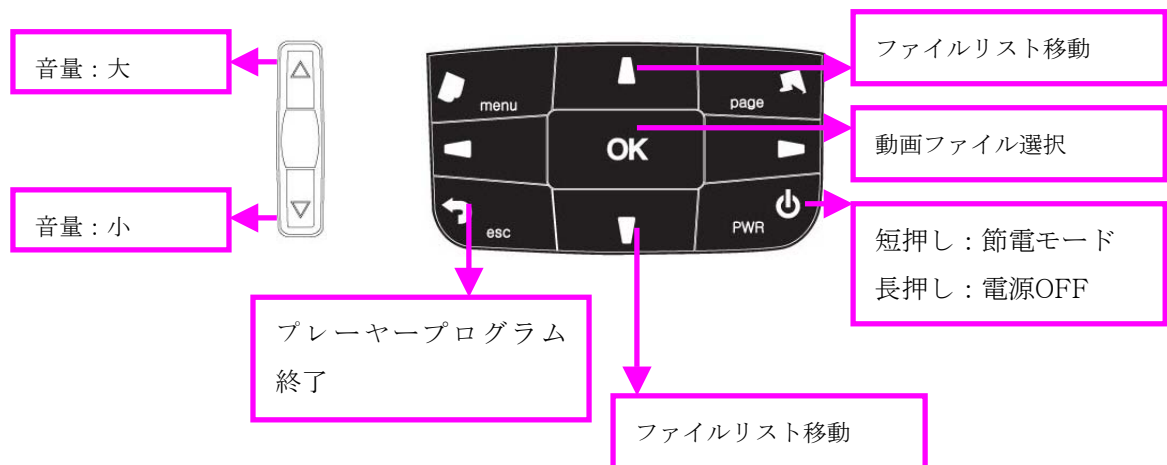 音量：大
音量：小
menu
page
OK
esc
PWR
ファイルリスト移動
動画ファイル選択
短押し：節電モード
長押し：電源OFF
プレーヤープログラム
終了
ファイルリスト移動